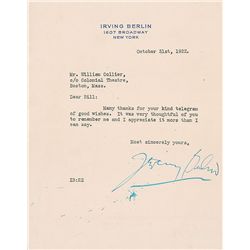 IRVING BERLIN
1607 BROADWAY
NEW YORK
October 31st, 1922.
Mr. William Collier,
c/o Colonial Theatre,
Boston, Mass.
Dear Bill:
Many thanks for your kind telegram
of good wishes. It was very thoughtful of you
to remember me and I appreciate it more than I
can say.
Most sincerely yours,
Irving Berlin
IB:EZ